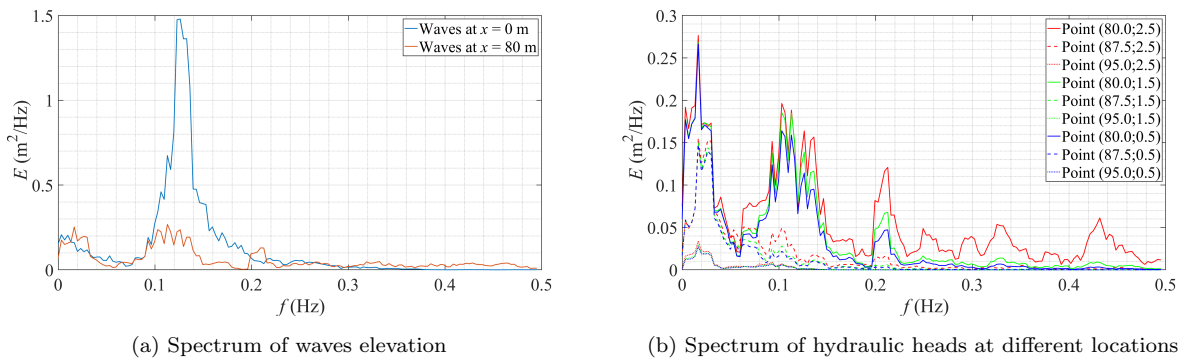 1.5
1
0.5
0
0
0.1
0.2
0.3
0.4
0.5
E (m²/Hz)
f (Hz)
Waves at x = 0 m
Waves at x = 80 m
(a) Spectrum of waves elevation
0.3
0.25
0.2
0.15
0.1
0.05
0
0
0.1
0.2
0.3
0.4
0.5
E (m²/Hz)
f (Hz)
Point (80.0;2.5)
Point (87.5;2.5)
Point (95.0;2.5)
Point (80.0;1.5)
Point (87.5;1.5)
Point (95.0;1.5)
Point (80.0;0.5)
Point (87.5;0.5)
Point (95.0;0.5)
(b) Spectrum of hydraulic heads at different locations